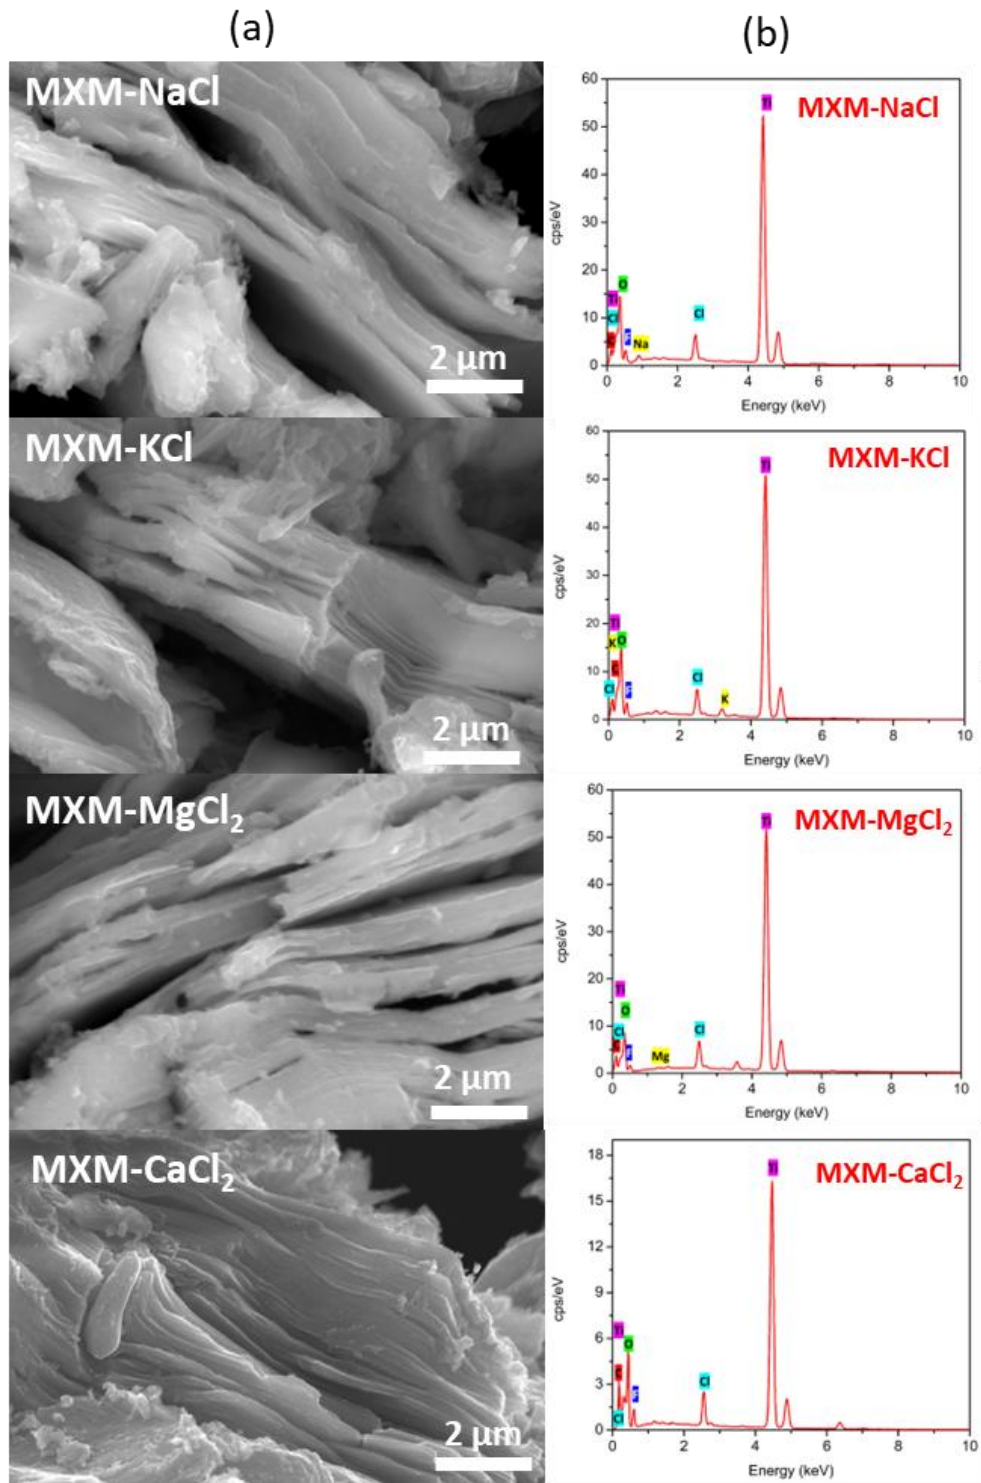 (a)
(b)
MXM-NaCl
2 μm
60
50
40
30
20
10
0
cps/eV
MXM-NaCl
Ti
O
Ti
Cl
Na
Cl
0 2 4 6 8 10
Energy (keV)
MXM-KCl
2 μm
60
50
40
30
20
10
0
cps/eV
MXM-KCl
Ti
Ti
K
O
C
Cl
Cl
K
0 2 4 6 8 10
Energy (keV)
MXM-MgCl₂
2 μm
60
50
40
30
20
10
0
cps/eV
MXM-MgCl₂
Ti
Ti
O
Cl
Mg
Cl
0 2 4 6 8 10
Energy (keV)
MXM-CaCl₂
2 μm
18
15
12
9
6
3
0
cps/eV
MXM-CaCl₂
Ti
Ti
O
C
Cl
Cl
0 2 4 6 8 10
Energy (keV)